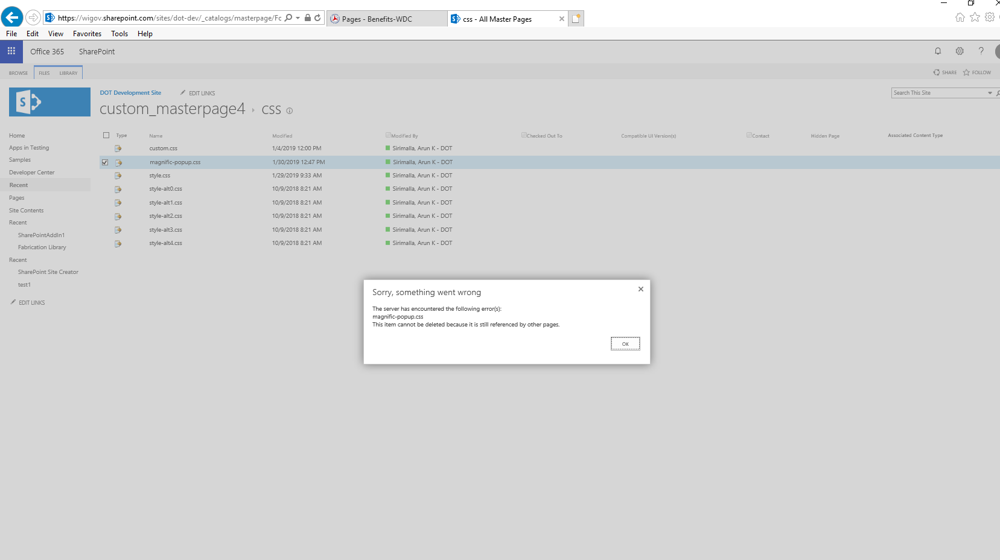 https://wigov.sharepoint.com/sites/dot-dev/_catalogs/masterpage/Fc
Pages - Benefits-WDC
css - All Master Pages
File Edit View Favorites Tools Help
Office 365 SharePoint
BROWSE FILES LIBRARY
SHARE FOLLOW
DOT Development Site EDIT LINKS
Search This Site
custom_masterpage4 css
Home
Apps in Testing
Samples
Developer Center
Recent
Pages
Site Contents
Recent
SharePointAddIn1
Fabrication Library
Recent
SharePoint Site Creator
test1
EDIT LINKS
Type Name Modified Modified By Checked Out To Compatible UI Version(s) Contact Hidden Page Associated Content Type
custom.css 1/4/2019 12:00 PM Sirimalla, Arun K - DOT
magnific-popup.css 1/30/2019 12:47 PM Sirimalla, Arun K - DOT
style.css 1/29/2019 9:33 AM Sirimalla, Arun K - DOT
style-alt0.css 10/9/2018 8:21 AM Sirimalla, Arun K - DOT
style-alt1.css 10/9/2018 8:21 AM Sirimalla, Arun K - DOT
style-alt2.css 10/9/2018 8:21 AM Sirimalla, Arun K - DOT
style-alt3.css 10/9/2018 8:21 AM Sirimalla, Arun K - DOT
style-alt4.css 10/9/2018 8:21 AM Sirimalla, Arun K - DOT
Sorry, something went wrong
The server has encountered the following error(s):
magnific-popup.css
This item cannot be deleted because it is still referenced by other pages.
OK